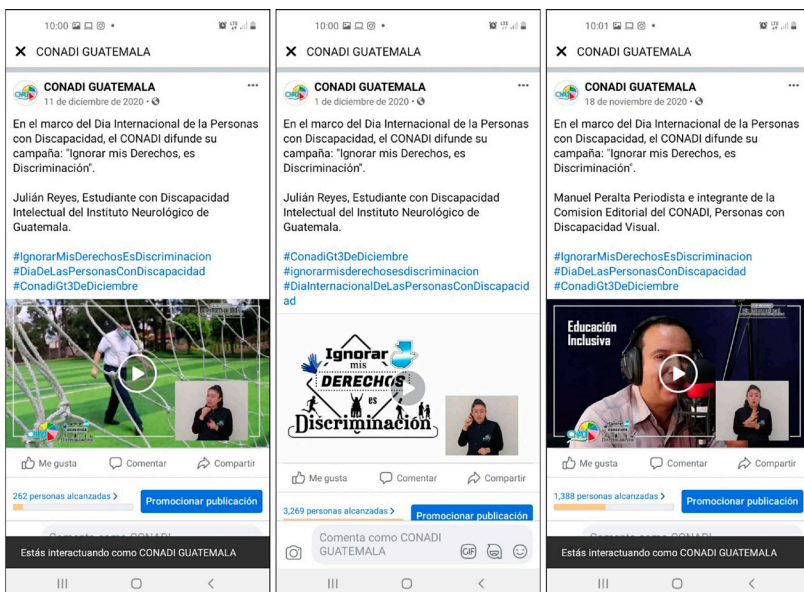 10:00
CONADI GUATEMALA
CONADI GUATEMALA
11 de diciembre de 2020
En el marco del Dia Internacional de la Personas
con Discapacidad, el CONADI difunde su
campaña: "Ignorar mis Derechos, es
Discriminación".
Julián Reyes, Estudiante con Discapacidad
Intelectual del Instituto Neurológico de
Guatemala.
#IgnorarMisDerechosEsDiscriminacion
#DiaDeLasPersonasConDiscapacidad
#ConadiGt3DeDiciembre
Me gusta
Comentar
Compartir
262 personas alcanzadas
Promocionar publicación
Estás interactuando como CONADI GUATEMALA
10:00
CONADI GUATEMALA
CONADI GUATEMALA
1 de diciembre de 2020
En el marco del Dia Internacional de la Personas
con Discapacidad, el CONADI difunde su
campaña: "Ignorar mis Derechos, es
Discriminación".
Julián Reyes, Estudiante con Discapacidad
Intelectual del Instituto Neurológico de
Guatemala.
#ConadiGt3DeDiciembre
#ignorarmisderechosesdiscriminacion
#DiaInternacionalDeLasPersonasConDiscapacid
ad
Ignorar
mis
DERECHOS
es
Discriminación
Me gusta
Comentar
Compartir
3,269 personas alcanzadas
Promocionar publicación
Comenta como CONADI
GUATEMALA
GIF
10:01
CONADI GUATEMALA
CONADI GUATEMALA
18 de noviembre de 2020
En el marco del Dia Internacional de la Personas
con Discapacidad, el CONADI difunde su
campaña: "Ignorar mis Derechos, es
Discriminación".
Manuel Peralta Periodista e integrante de la
Comision Editorial del CONADI, Personas con
Discapacidad Visual.
#IgnorarMisDerechosEsDiscriminacion
#DiaDeLasPersonasConDiscapacidad
#ConadiGt3DeDiciembre
Educación
Inclusiva
Me gusta
Comentar
Compartir
1,388 personas alcanzadas
Promocionar publicación
Estás interactuando como CONADI GUATEMALA